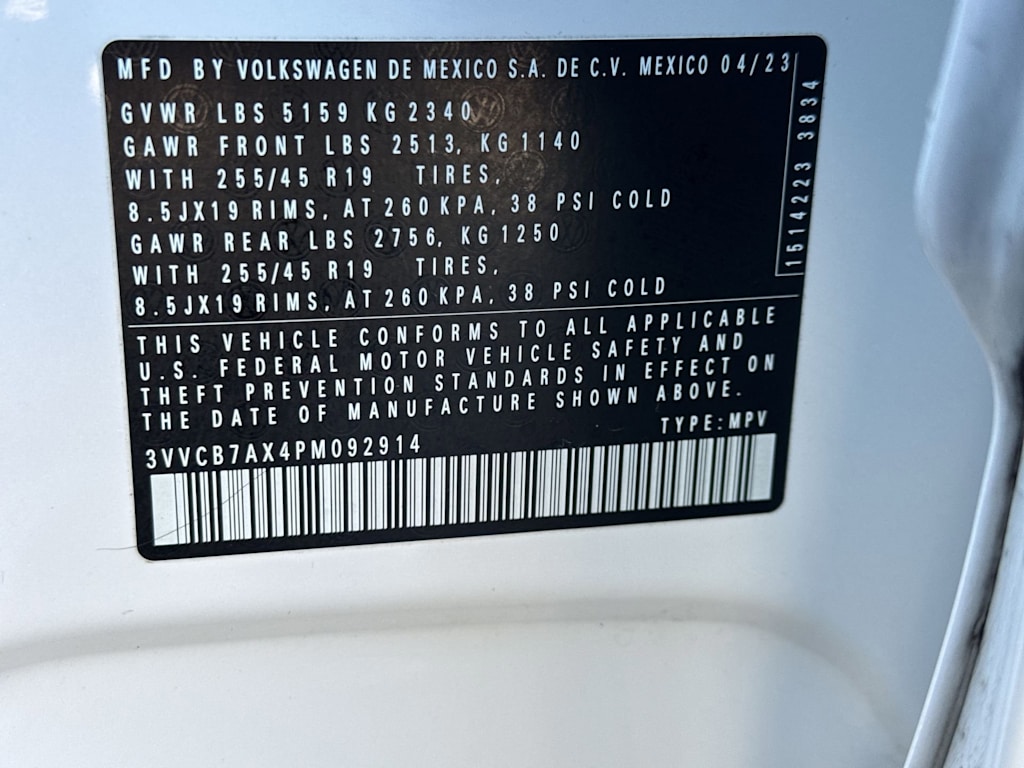 MFD BY VOLKSWAGEN DE MEXICO S.A. DE C.V. MEXICO 04/23
GVWR LBS 5159 KG 2340
GAWR FRONT LBS 2513, KG 1140
WITH 255/45 R19 TIRES,
8.5JX19 RIMS, AT 260 KPA, 38 PSI COLD
GAWR REAR LBS 2756, KG 1250
WITH 255/45 R19 TIRES,
8.5JX19 RIMS, AT 260 KPA, 38 PSI COLD
1514223 3834
THIS VEHICLE CONFORMS TO ALL APPLICABLE
U.S. FEDERAL MOTOR VEHICLE SAFETY AND
THEFT PREVENTION STANDARDS IN EFFECT ON
THE DATE OF MANUFACTURE SHOWN ABOVE.
TYPE:MPV
3VVCB7AX4PM092914